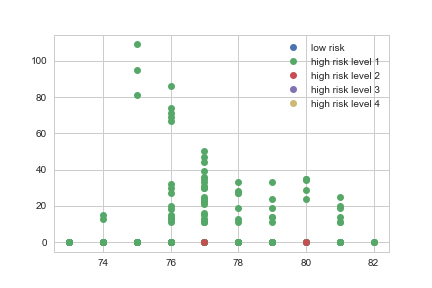 low risk
high risk level 1
high risk level 2
high risk level 3
high risk level 4
100
80
60
40
20
0
74 76 78 80 82